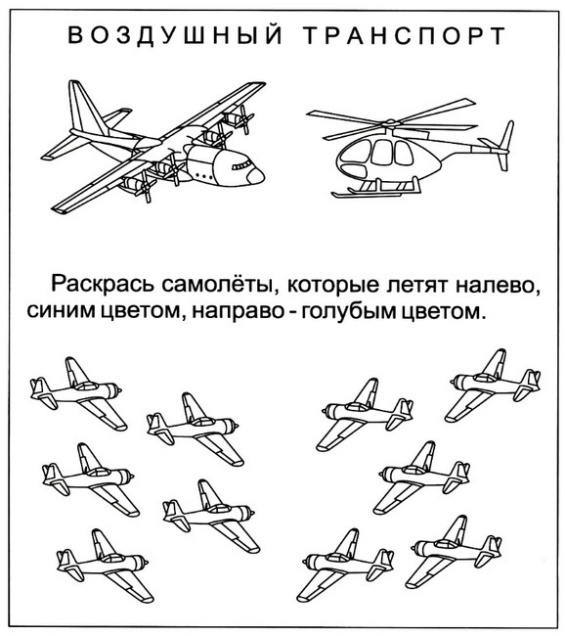 ВОЗДУШНЫЙ ТРАНСПОРТ
Раскрась самолёты, которые летят налево,
синим цветом, направо - голубым цветом.